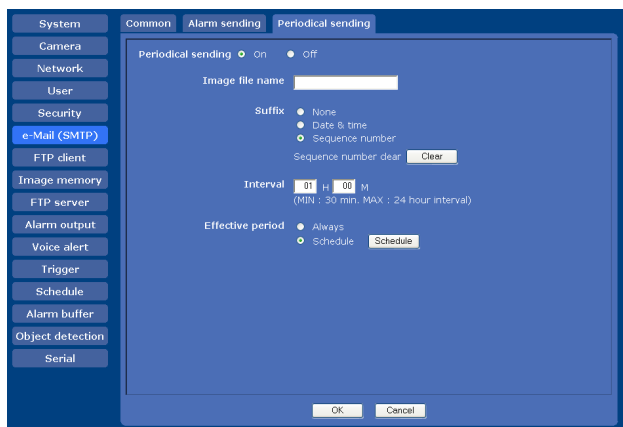 System
Camera
Network
User
Security
e-Mail (SMTP)
FTP client
Image memory
FTP server
Alarm output
Voice alert
Trigger
Schedule
Alarm buffer
Object detection
Serial
Common Alarm sending Periodical sending
Periodical sending On Off
Image file name
Suffix None
Date & time
Sequence number
Sequence number clear Clear
Interval 01 H 00 M
(MIN : 30 min. MAX : 24 hour interval)
Effective period Always
Schedule Schedule
OK Cancel